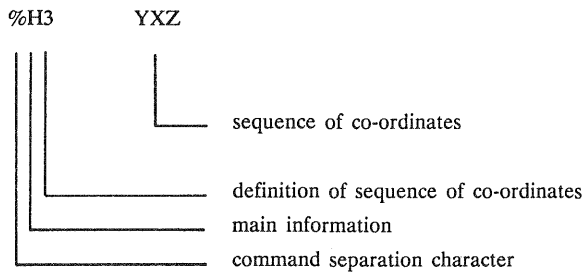 %H3 YXZ
sequence of co-ordinates
definition of sequence of co-ordinates
main information
command separation character